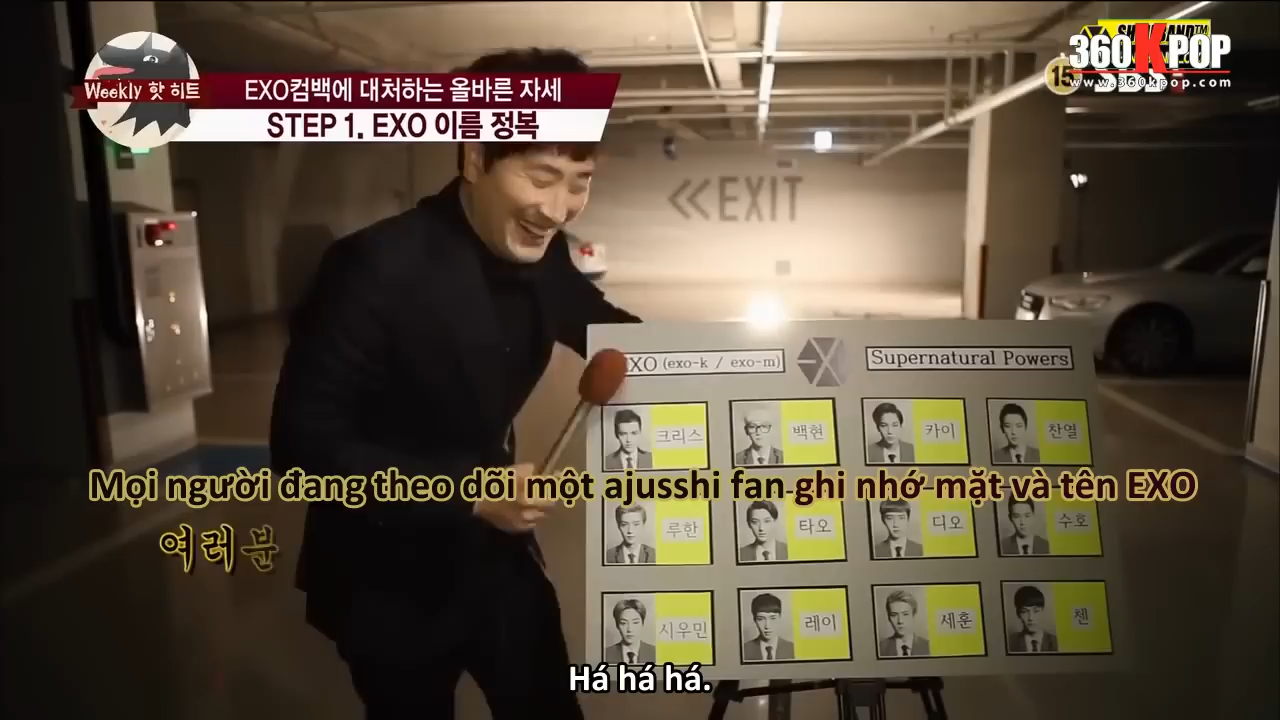 Weekly 핫 히트
EXO컴백에 대처하는 올바른 자세
STEP 1. EXO 이름 정복
360KPOP
www.360kpop.com
15
EXIT
EXO (exo-k / exo-m)
Supernatural Powers
크리스
백현
카이
찬열
Mọi người đang theo dõi một ajusshi fan ghi nhớ mặt và tên EXO
여러분
루한
타오
디오
수호
시우민
레이
세훈
첸
Há há há.